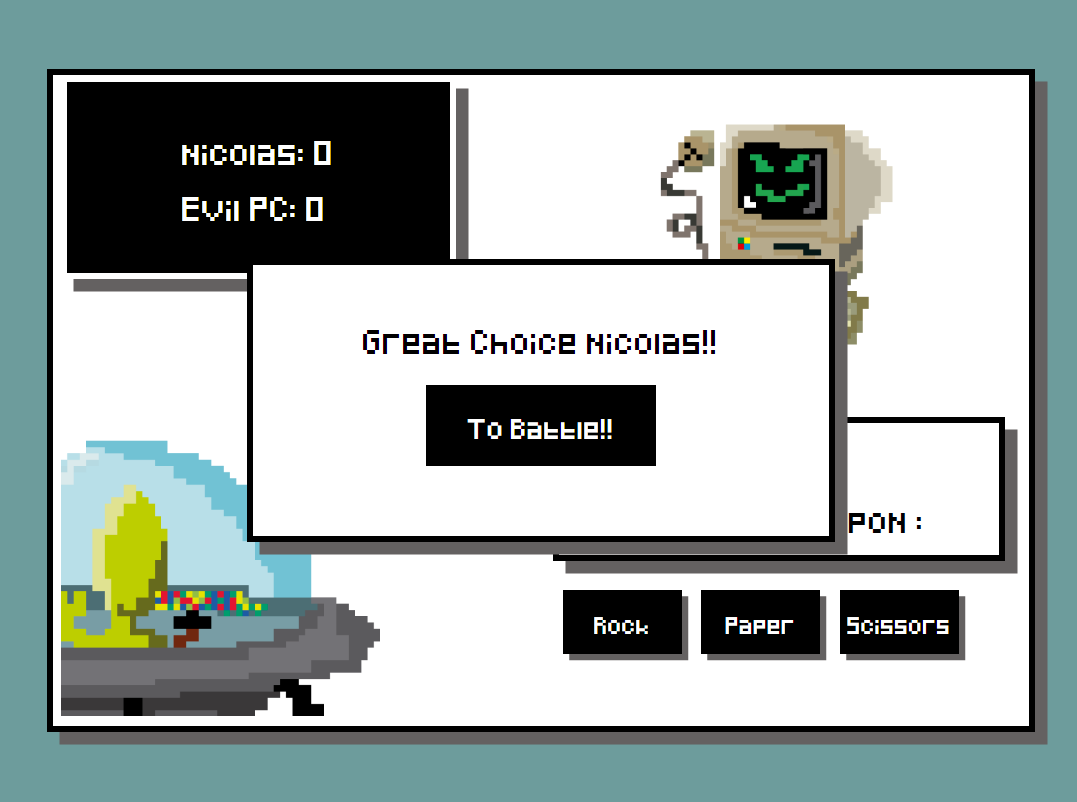 Nicolas: 0
Evil PC: 0
Great Choice Nicolas!!
To Battle!!
PON :
Rock
Paper
Scissors